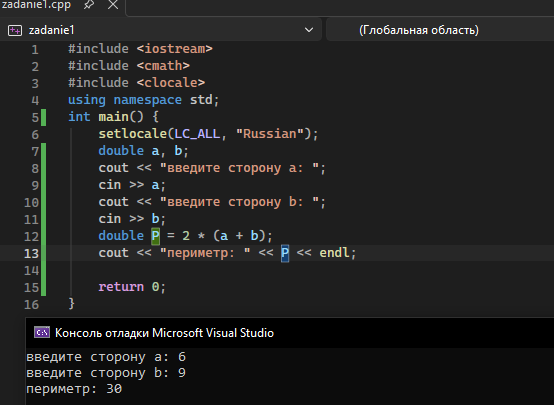 zadanie1.cpp
zadanie1 (Глобальная область)
1 #include <iostream>
2 #include <cmath>
3 #include <clocale>
4 using namespace std;
5 int main() {
6 setlocale(LC_ALL, "Russian");
7 double a, b;
8 cout << "введите сторону a: ";
9 cin >> a;
10 cout << "введите сторону b: ";
11 cin >> b;
12 double P = 2 * (a + b);
13 cout << "периметр: " << P << endl;
14
15 return 0;
16 }
C:\ Консоль отладки Microsoft Visual Studio
введите сторону a: 6
введите сторону b: 9
периметр: 30